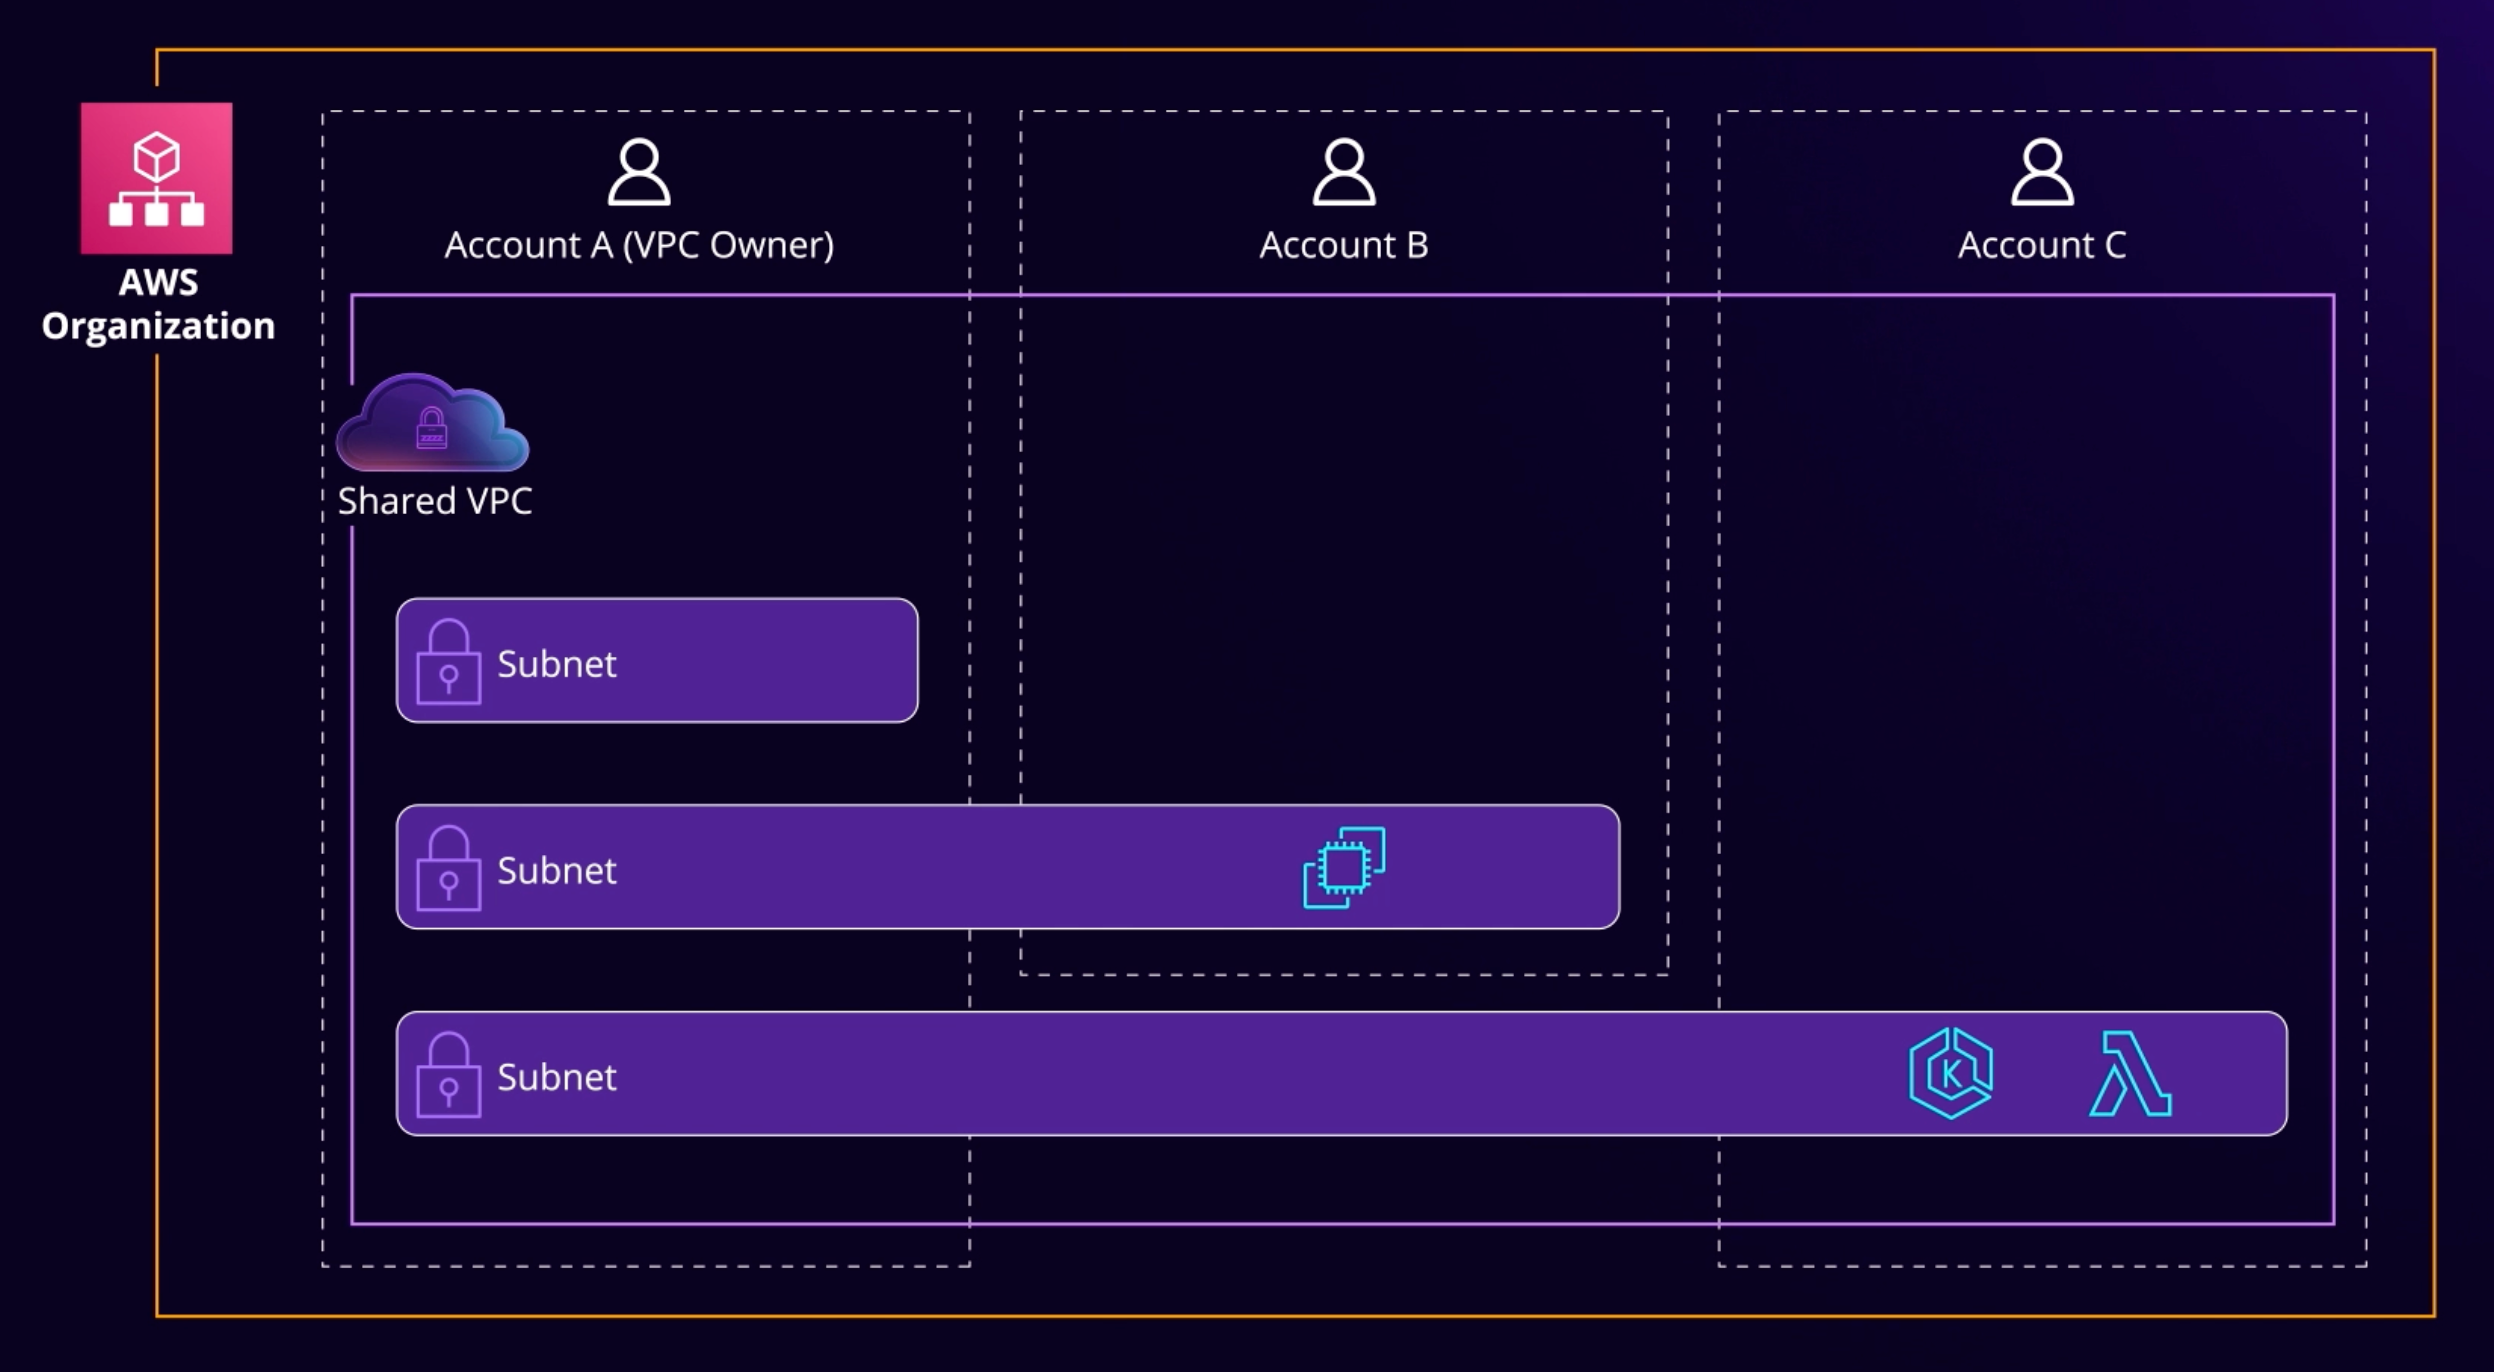 AWS
Organization
Account A (VPC Owner)
Account B
Account C
Shared VPC
Subnet
Subnet
Subnet
K